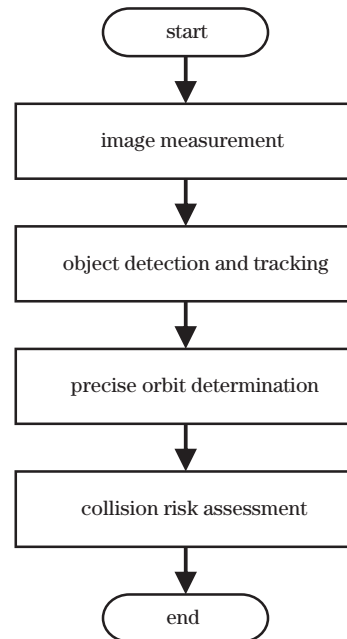 start
image measurement
object detection and tracking
precise orbit determination
collision risk assessment
end